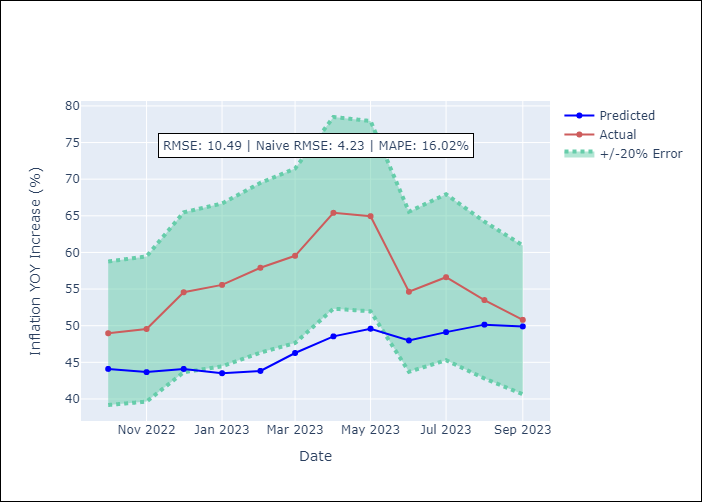 RMSE: 10.49 | Naive RMSE: 4.23 | MAPE: 16.02%
Predicted
Actual
+/-20% Error
Inflation YOY Increase (%)
80
75
70
65
60
55
50
45
40
Nov 2022
Jan 2023
Mar 2023
May 2023
Jul 2023
Sep 2023
Date